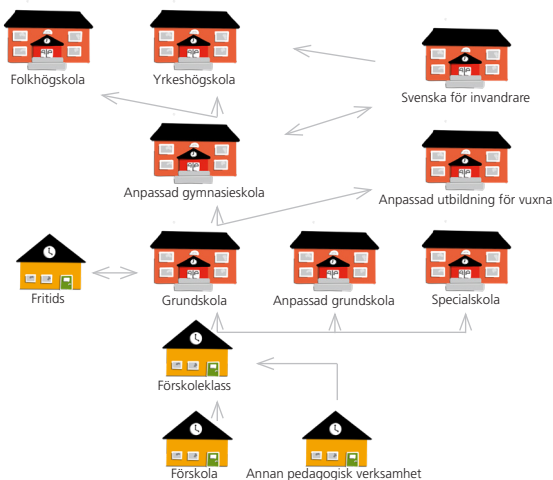 Folkhögskola
Yrkeshögskola
Svenska för invandrare
Anpassad gymnasieskola
Anpassad utbildning för vuxna
Fritids
Grundskola
Anpassad grundskola
Specialskola
Förskoleklass
Förskola
Annan pedagogisk verksamhet